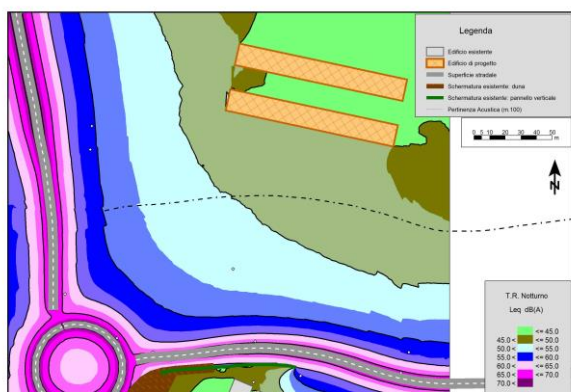 Legenda
Edificio esistente
Edificio di progetto
Superficie stradale
Schermatura esistente: duna
Schermatura esistente: pannello verticale
Pertinenza Acustica (m.100)
0 5 10 20 30 40 50
m
N
T.R. Notturno
Leq dB(A)
<= 45.0
45.0 < <= 50.0
50.0 < <= 55.0
55.0 < <= 60.0
60.0 < <= 65.0
65.0 < <= 70.0
70.0 <